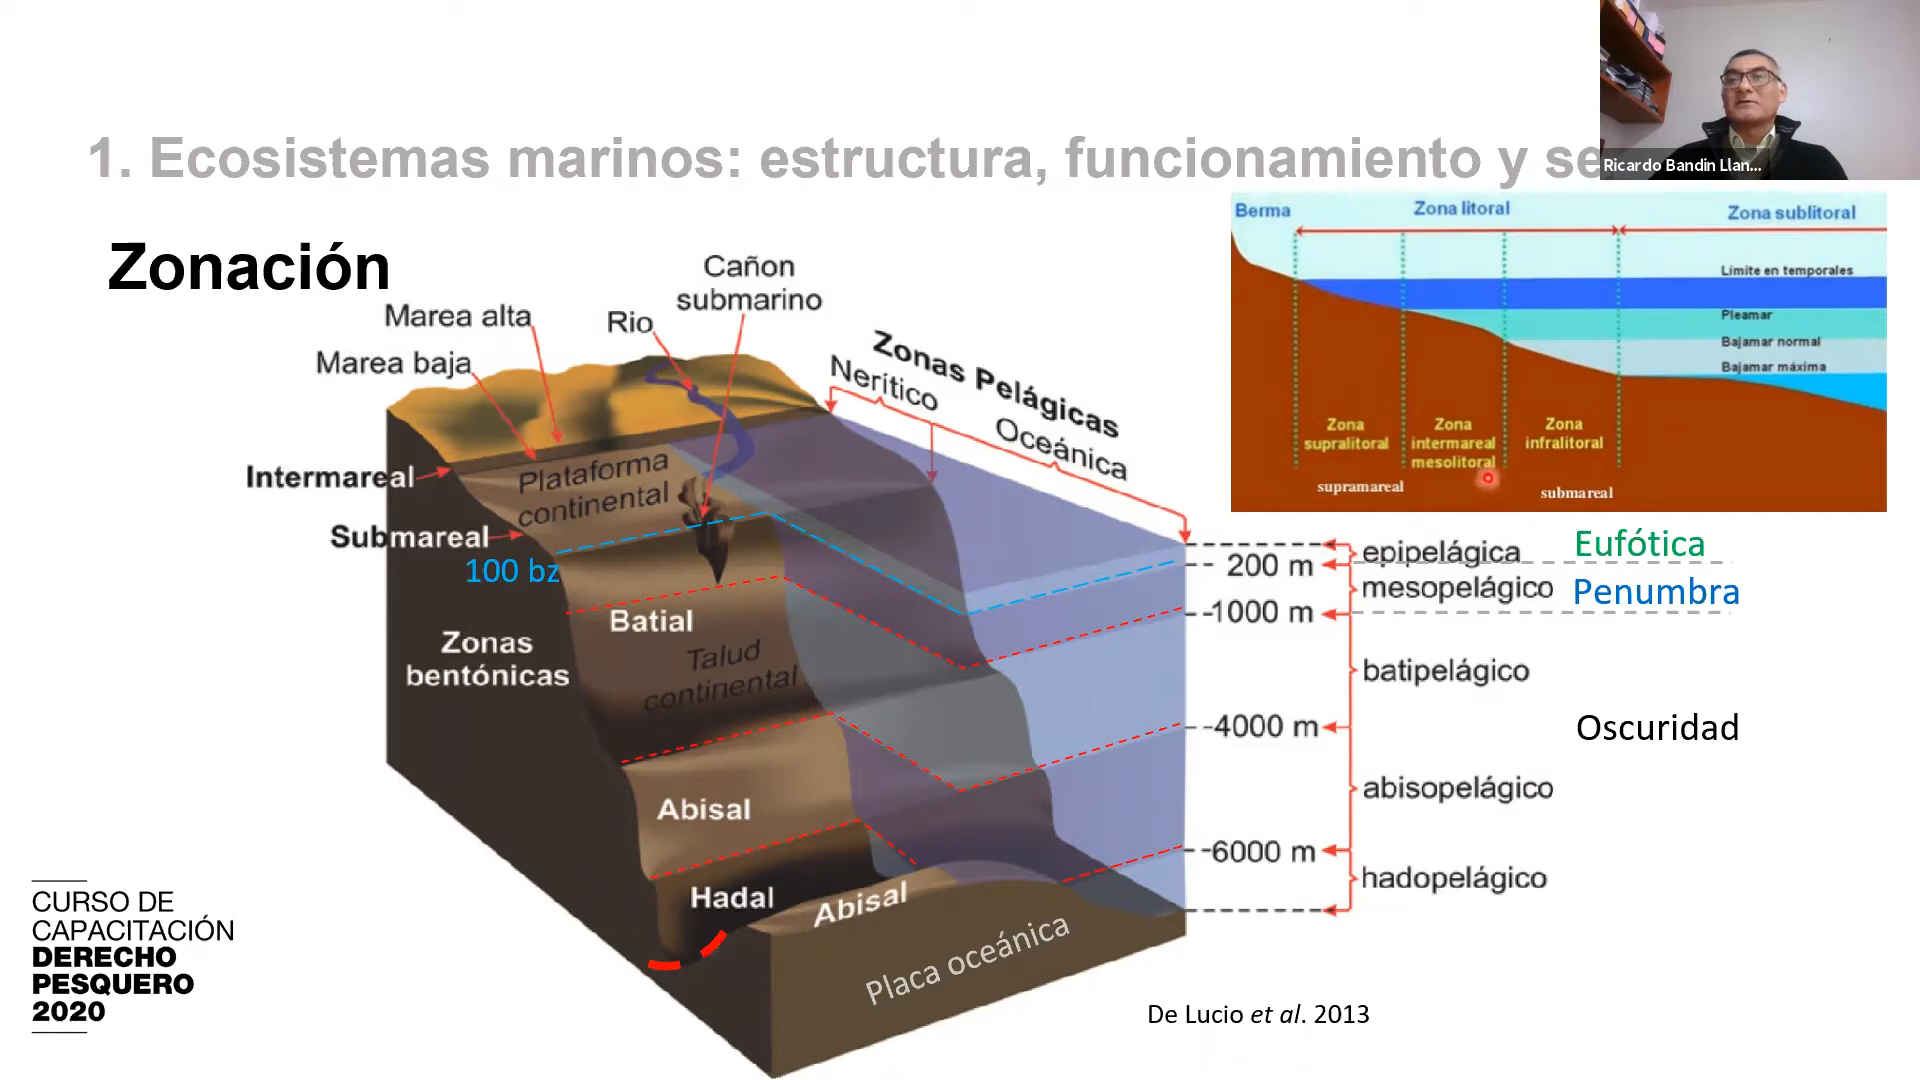 1. Ecosistemas marinos: estructura, funcionamiento y se
Ricardo Bandin Llan...
Zonación
Cañon
submarino
Marea alta
Rio
Marea baja
Zonas Pelágicas
Nerítico
Oceánica
Intermareal
Plataforma
continental
Submareal
100 bz
Batial
Zonas
bentónicas
Talud
continental
Abisal
Hadal
Abisal
Placa oceánica
Berma
Zona litoral
Zona sublitoral
Límite en temporales
Pleamar
Bajamar normal
Bajamar máxima
Zona
supralitoral
Zona
intermareal
mesolitoral
Zona
infralitoral
supramareal
submareal
200 m
epipelágica
Eufótica
mesopelágico
Penumbra
1000 m
batipelágico
4000 m
Oscuridad
abisopelágico
6000 m
hadopelágico
CURSO DE
CAPACITACIÓN
DERECHO
PESQUERO
2020
De Lucio et al. 2013